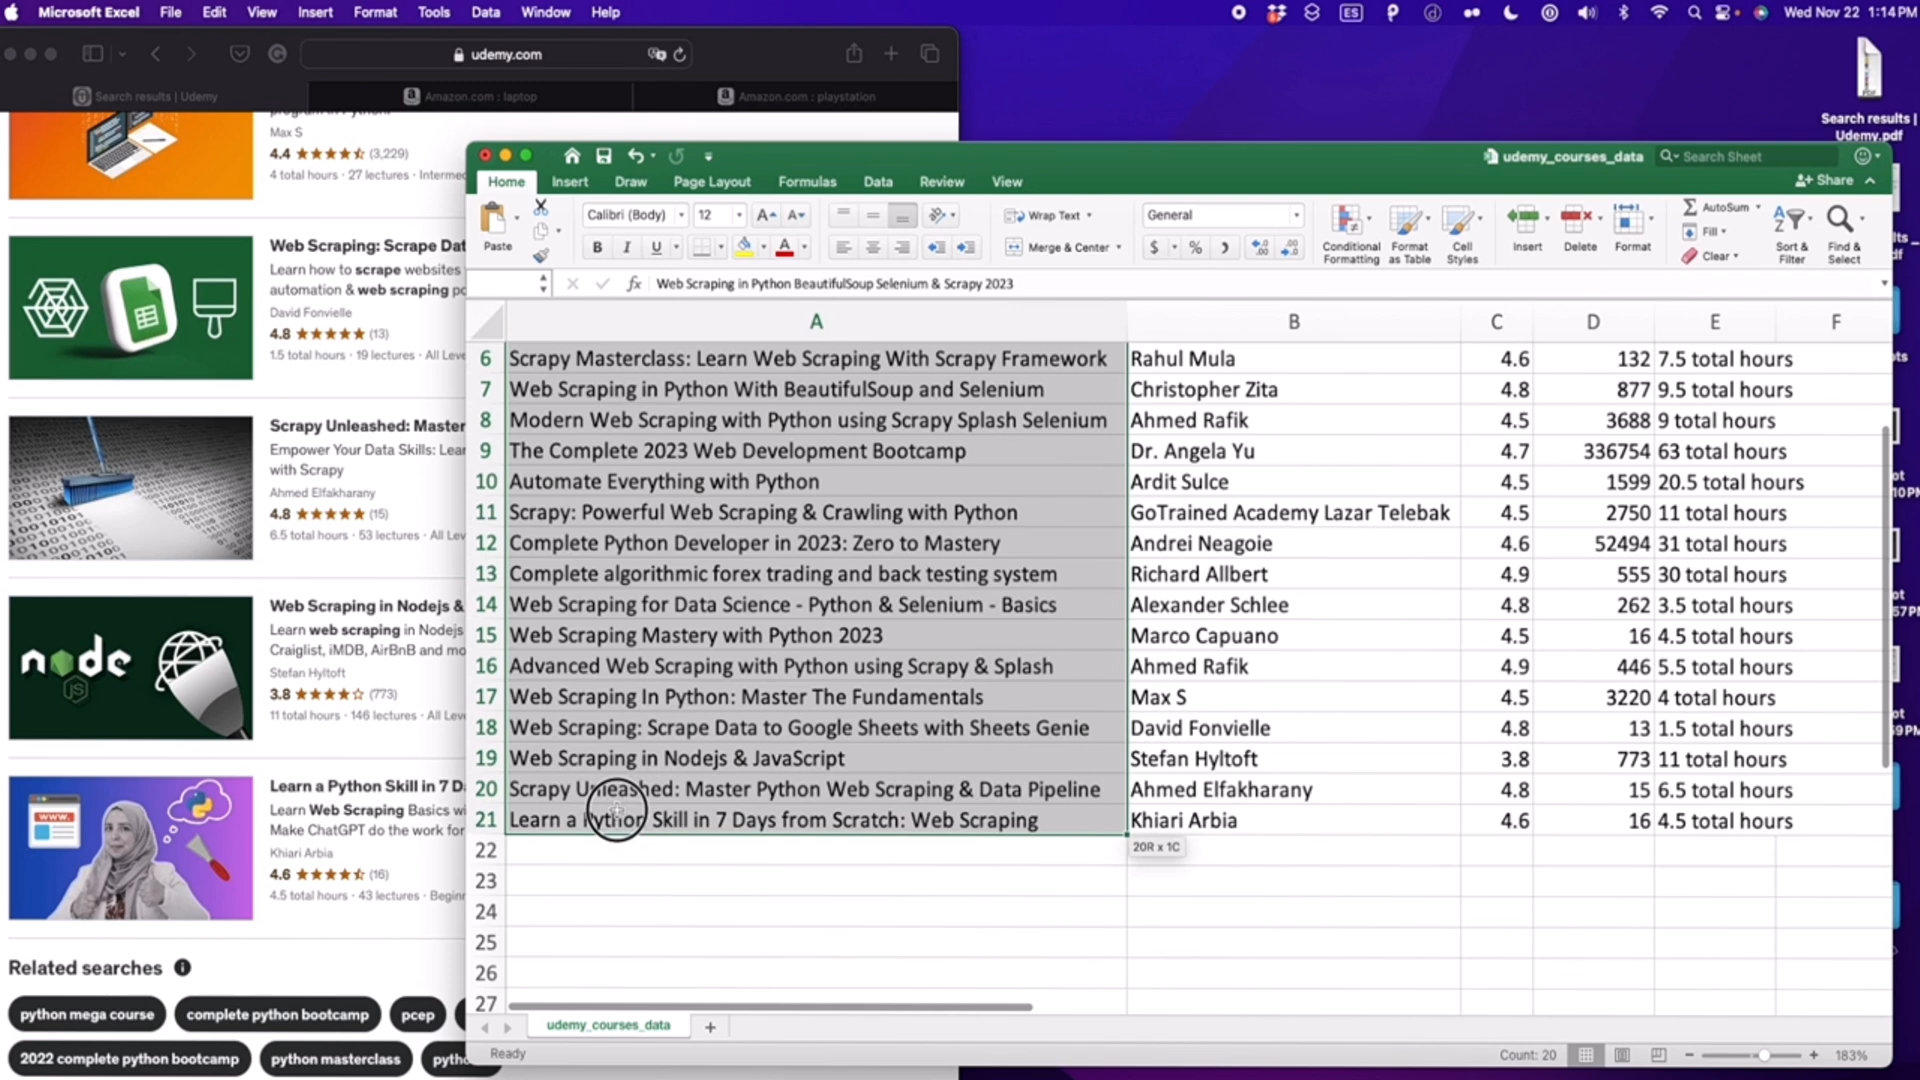 Microsoft Excel File Edit View Insert Format Tools Data Window Help ES Wed Nov 22 1:14 PM
udemy.com
Search results | Udemy
Amazon.com : laptop
Amazon.com : playstation
Max S
4.4 (3,229)
4 total hours · 27 lectures · Intermed
Web Scraping: Scrape Dat
Learn how to scrape websites
automation & web scraping po
David Fonvielle
4.8 (13)
1.5 total hours · 19 lectures · All Leve
Scrapy Unleashed: Master
Empower Your Data Skills: Lear
with Scrapy
Ahmed Elfakharany
4.8 (15)
6.5 total hours · 53 lectures · All Lev
node
JS
Web Scraping in Nodejs &
Learn web scraping in Nodejs
Craiglist, iMDB, AirBnB and mo
Stefan Hyltoft
3.8 (773)
11 total hours · 146 lectures · All Lev
WWW
Learn a Python Skill in 7 D
Learn Web Scraping Basics wi
Make ChatGPT do the work for
Khiari Arbia
4.6 (16)
4.5 total hours · 43 lectures · Beginn
Related searches
python mega course
complete python bootcamp
pcep
2022 complete python bootcamp
python masterclass
pytho
Search results |
Udemy.pdf
udemy_courses_data
Search Sheet
Home Insert Draw Page Layout Formulas Data Review View
Share
Paste
Calibri (Body) 12
B I U
Wrap Text
Merge & Center
General
$ %
Conditional
Formatting
Format
as Table
Cell
Styles
Insert
Delete
Format
AutoSum
Fill
Clear
Sort &
Filter
Find &
Select
fx Web Scraping in Python BeautifulSoup Selenium & Scrapy 2023
A B C D E F
6 Scrapy Masterclass: Learn Web Scraping With Scrapy Framework Rahul Mula 4.6 132 7.5 total hours
7 Web Scraping in Python With BeautifulSoup and Selenium Christopher Zita 4.8 877 9.5 total hours
8 Modern Web Scraping with Python using Scrapy Splash Selenium Ahmed Rafik 4.5 3688 9 total hours
9 The Complete 2023 Web Development Bootcamp Dr. Angela Yu 4.7 336754 63 total hours
10 Automate Everything with Python Ardit Sulce 4.5 1599 20.5 total hours
11 Scrapy: Powerful Web Scraping & Crawling with Python GoTrained Academy Lazar Telebak 4.5 2750 11 total hours
12 Complete Python Developer in 2023: Zero to Mastery Andrei Neagoie 4.6 52494 31 total hours
13 Complete algorithmic forex trading and back testing system Richard Allbert 4.9 555 30 total hours
14 Web Scraping for Data Science - Python & Selenium - Basics Alexander Schlee 4.8 262 3.5 total hours
15 Web Scraping Mastery with Python 2023 Marco Capuano 4.5 16 4.5 total hours
16 Advanced Web Scraping with Python using Scrapy & Splash Ahmed Rafik 4.9 446 5.5 total hours
17 Web Scraping In Python: Master The Fundamentals Max S 4.5 3220 4 total hours
18 Web Scraping: Scrape Data to Google Sheets with Sheets Genie David Fonvielle 4.8 13 1.5 total hours
19 Web Scraping in Nodejs & JavaScript Stefan Hyltoft 3.8 773 11 total hours
20 Scrapy Unleashed: Master Python Web Scraping & Data Pipeline Ahmed Elfakharany 4.8 15 6.5 total hours
21 Learn a Python Skill in 7 Days from Scratch: Web Scraping Khiari Arbia 4.6 16 4.5 total hours
20R x 1C
22
23
24
25
26
27
udemy_courses_data
Ready
Count: 20
183%